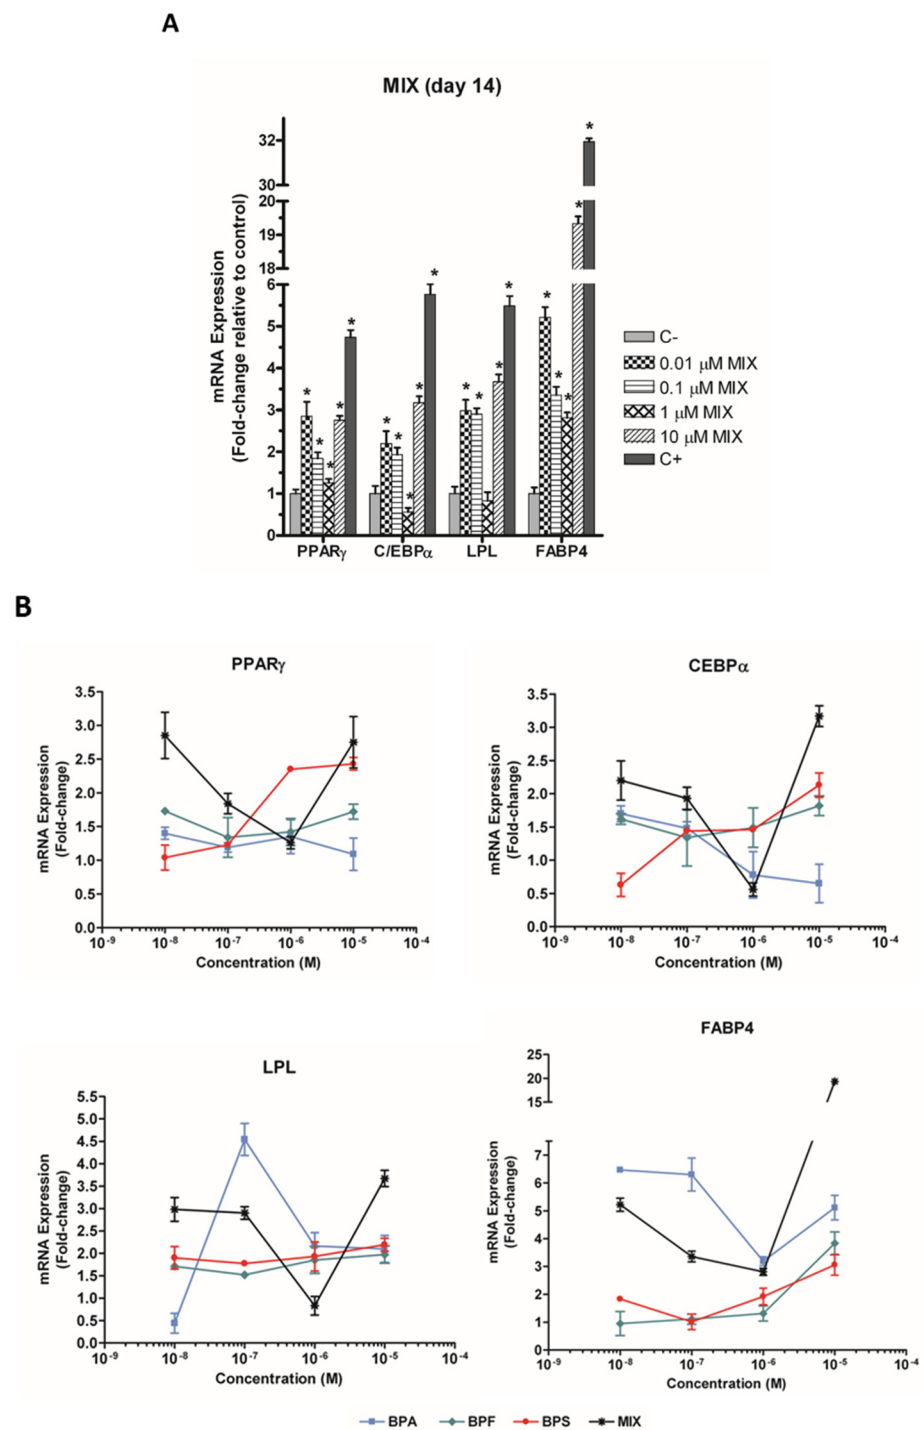 A
MIX (day 14)
mRNA Expression
(Fold-change relative to control)
32
30
20
19
18
6
5
4
3
2
1
0
* * * * *
* * * * *
* * * *
* * * * *
PPARγ C/EBPα LPL FABP4
C-
0.01 μM MIX
0.1 μM MIX
1 μM MIX
10 μM MIX
C+
B
PPARγ
mRNA Expression
(Fold-change)
3.5
3.0
2.5
2.0
1.5
1.0
0.5
0.0
10-9 10-8 10-7 10-6 10-5 10-4
Concentration (M)
CEBPα
mRNA Expression
(Fold-change)
3.5
3.0
2.5
2.0
1.5
1.0
0.5
0.0
10-9 10-8 10-7 10-6 10-5 10-4
Concentration (M)
LPL
mRNA Expression
(Fold-change)
5.5
5.0
4.5
4.0
3.5
3.0
2.5
2.0
1.5
1.0
0.5
0.0
10-9 10-8 10-7 10-6 10-5 10-4
Concentration (M)
FABP4
mRNA Expression
(Fold-change)
25
20
15
7
6
5
4
3
2
1
0
10-9 10-8 10-7 10-6 10-5 10-4
Concentration (M)
BPA BPF BPS MIX